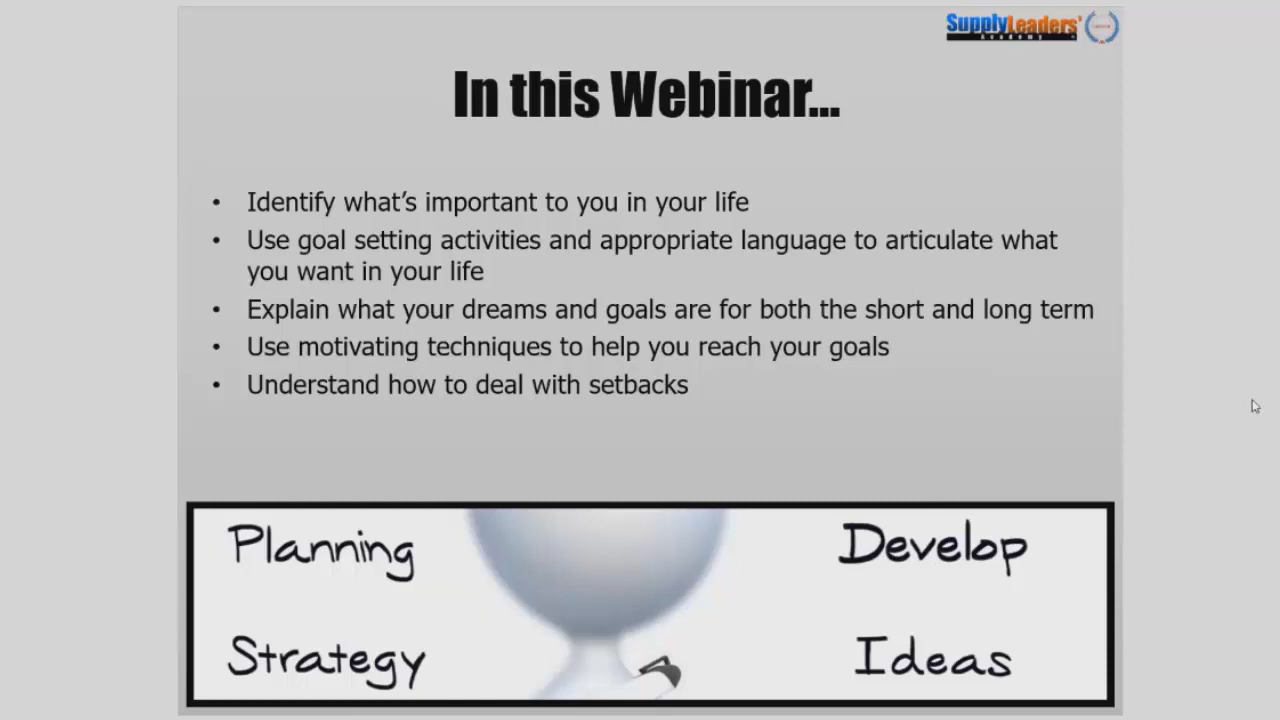 SupplyLeaders'
Academy
In this Webinar...
• Identify what's important to you in your life
• Use goal setting activities and appropriate language to articulate what
you want in your life
• Explain what your dreams and goals are for both the short and long term
• Use motivating techniques to help you reach your goals
• Understand how to deal with setbacks
Planning
Develop
Strategy
Ideas